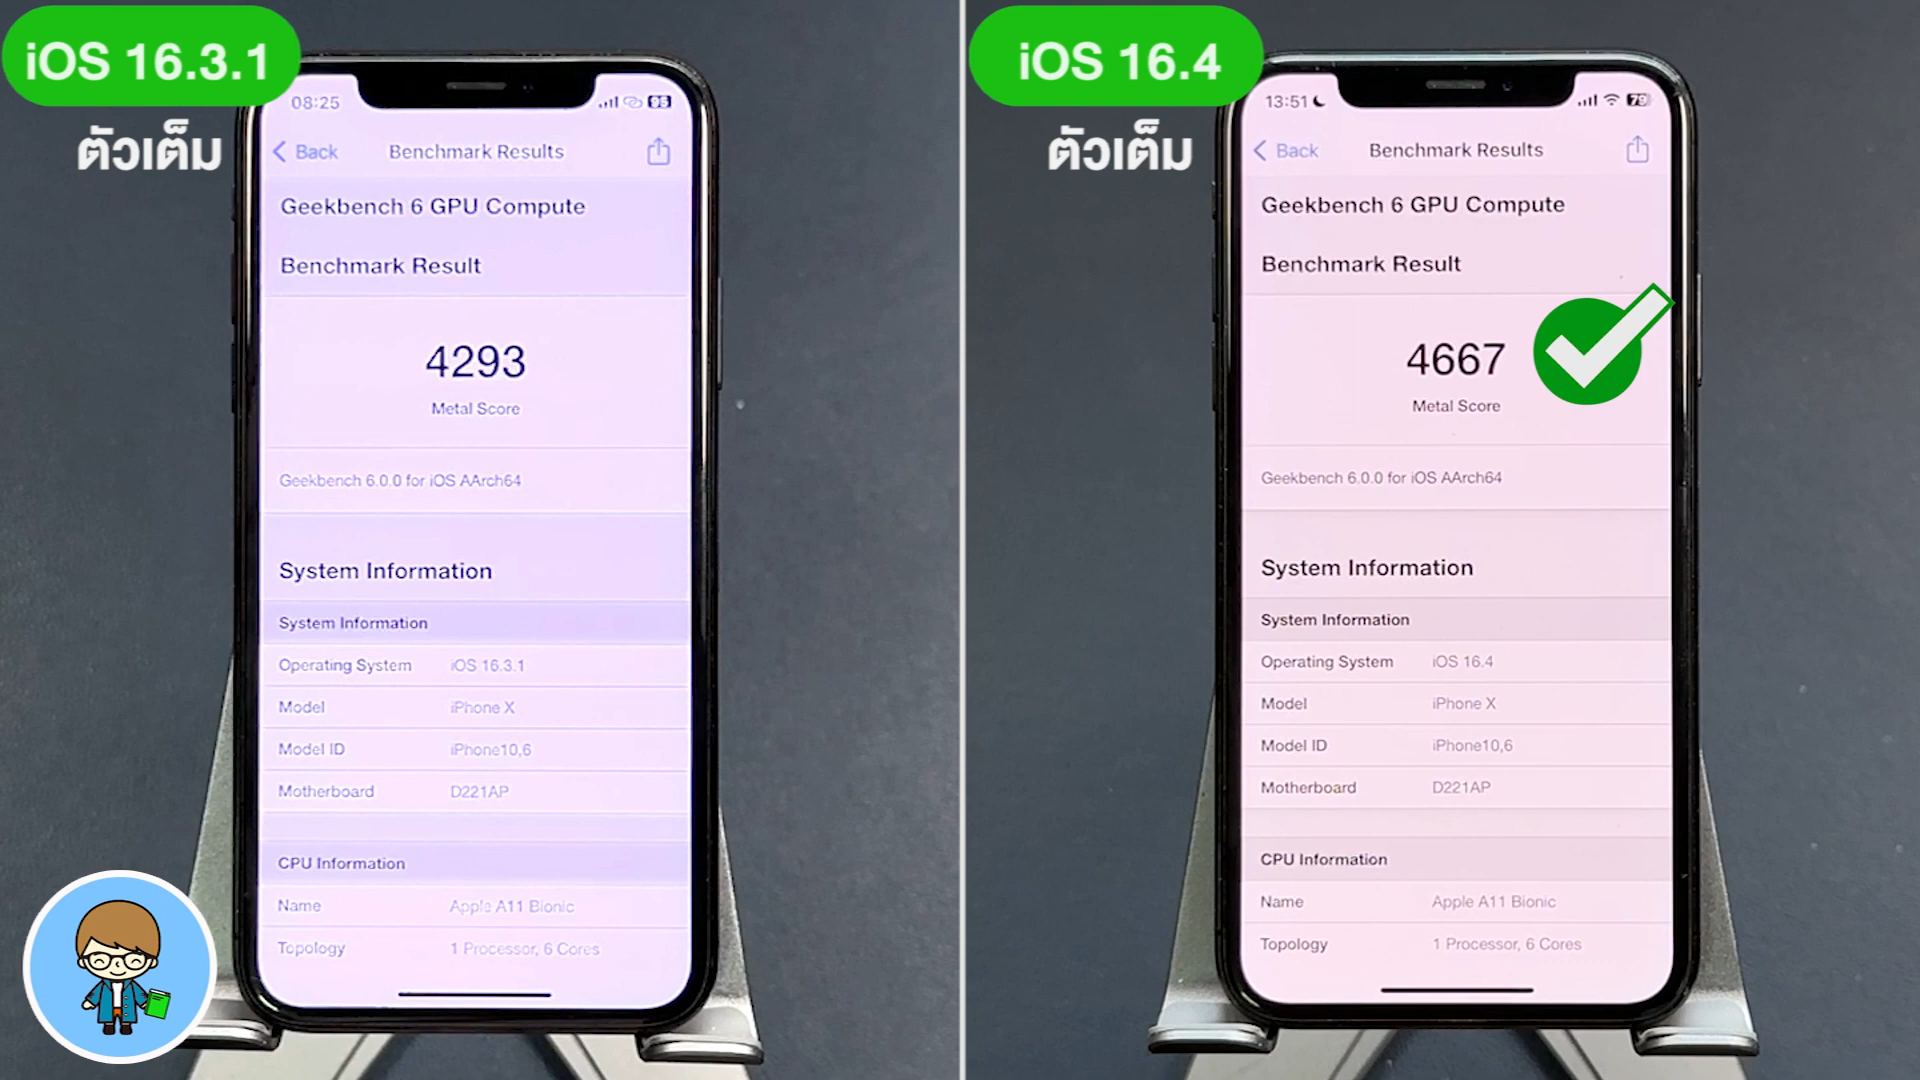 iOS 16.3.1
ตัวเต็ม
08:25
95
Back
Benchmark Results
Geekbench 6 GPU Compute
Benchmark Result
4293
Metal Score
Geekbench 6.0.0 for iOS AArch64
System Information
System Information
Operating System iOS 16.3.1
Model iPhone X
Model ID iPhone10,6
Motherboard D221AP
CPU Information
Name Apple A11 Bionic
Topology 1 Processor, 6 Cores
iOS 16.4
ตัวเต็ม
13:51
79
Back
Benchmark Results
Geekbench 6 GPU Compute
Benchmark Result
4667
Metal Score
Geekbench 6.0.0 for iOS AArch64
System Information
System Information
Operating System iOS 16.4
Model iPhone X
Model ID iPhone10,6
Motherboard D221AP
CPU Information
Name Apple A11 Bionic
Topology 1 Processor, 6 Cores